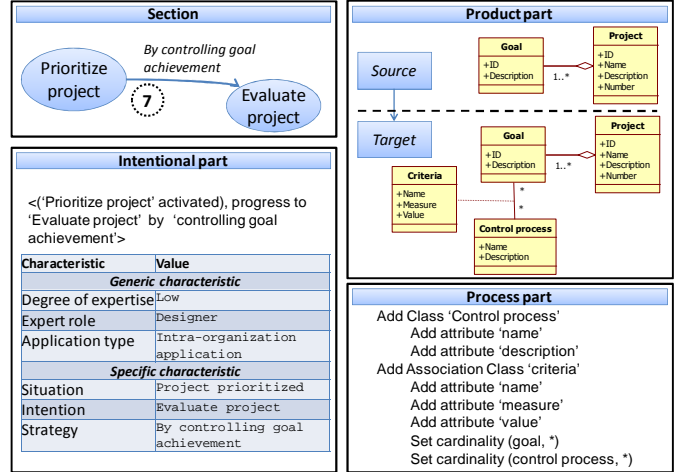 Section
By controlling goal
achievement
Prioritize
project
7
Evaluate
project
Intentional part
<('Prioritize project' activated), progress to
'Evaluate project' by 'controlling goal
achievement'>
Characteristic Value
Generic characteristic
Degree of expertise Low
Expert role Designer
Application type Intra-organization
application
Specific characteristic
Situation Project prioritized
Intention Evaluate project
Strategy By controlling goal
achievement
Product part
Source
Goal
+ID
+Description
1..*
Project
+ID
+Name
+Description
+Number
Target
Goal
+ID
+Description
1..*
Project
+ID
+Name
+Description
+Number
Criteria
+Name
+Measure
+Value
*
*
Control process
+Name
+Description
Process part
Add Class 'Control process'
Add attribute 'name'
Add attribute 'description'
Add Association Class 'criteria'
Add attribute 'name'
Add attribute 'measure'
Add attribute 'value'
Set cardinality (goal, *)
Set cardinality (control process, *)